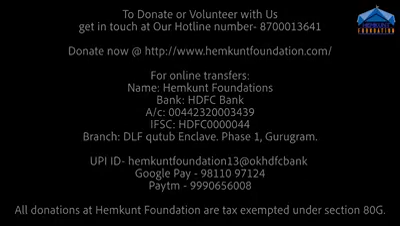 To Donate or Volunteer with Us
get in touch at Our Hotline number- 8700013641
Donate now @ http://www.hemkuntfoundation.com/
For online transfers:
Name: Hemkunt Foundations
Bank: HDFC Bank
A/c: 00442320003439
IFSC: HDFC0000044
Branch: DLF qutub Enclave. Phase 1, Gurugram.
UPI ID- hemkuntfoundation13@okhdfcbank
Google Pay - 98110 97124
Paytm - 9990656008
All donations at Hemkunt Foundation are tax exempted under section 80G.
HEMKUNT
FOUNDATION